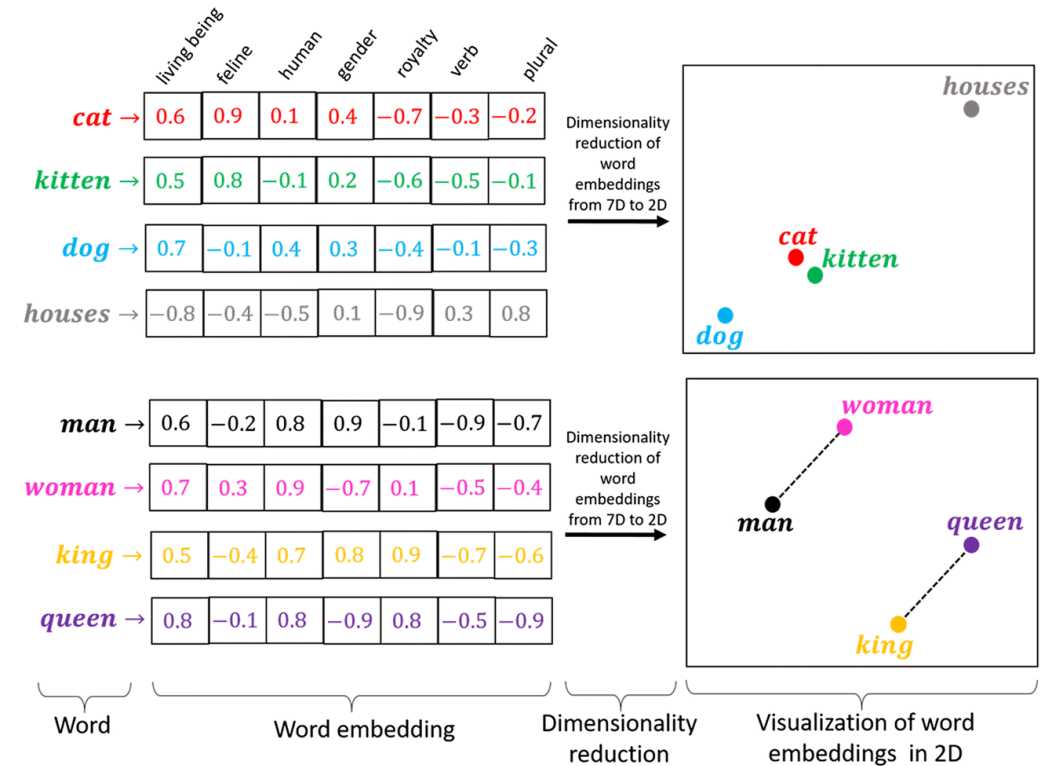 living being feline human gender royalty verb plural
cat → 0.6 0.9 0.1 0.4 −0.7 −0.3 −0.2
kitten → 0.5 0.8 −0.1 0.2 −0.6 −0.5 −0.1
dog → 0.7 −0.1 0.4 0.3 −0.4 −0.1 −0.3
houses → −0.8 −0.4 −0.5 0.1 −0.9 0.3 0.8
Dimensionality
reduction of
word
embeddings
from 7D to 2D
houses
cat
kitten
dog
man → 0.6 −0.2 0.8 0.9 −0.1 −0.9 −0.7
woman → 0.7 0.3 0.9 −0.7 0.1 −0.5 −0.4
king → 0.5 −0.4 0.7 0.8 0.9 −0.7 −0.6
queen → 0.8 −0.1 0.8 −0.9 0.8 −0.5 −0.9
Dimensionality
reduction of
word
embeddings
from 7D to 2D
woman
man
queen
king
Word
Word embedding
Dimensionality
reduction
Visualization of word
embeddings in 2D